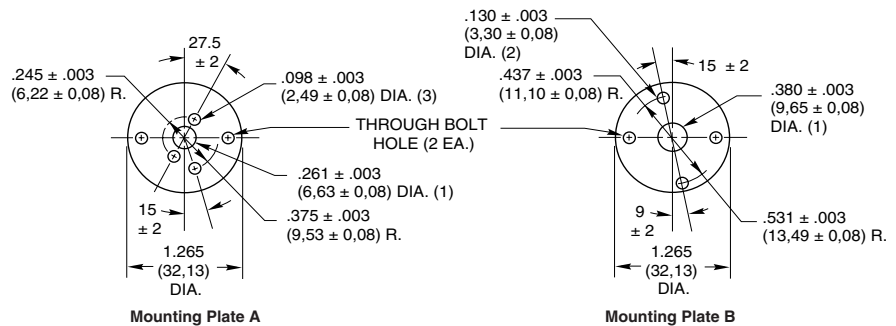 27.5
± 2
.245 ± .003
(6,22 ± 0,08) R.
.098 ± .003
(2,49 ± 0,08) DIA. (3)
THROUGH BOLT
HOLE (2 EA.)
.261 ± .003
(6,63 ± 0,08) DIA. (1)
15
± 2
.375 ± .003
(9,53 ± 0,08) R.
1.265
(32,13)
DIA.
Mounting Plate A
.130 ± .003
(3,30 ± 0,08)
DIA. (2)
15 ± 2
.437 ± .003
(11,10 ± 0,08) R.
.380 ± .003
(9,65 ± 0,08)
DIA. (1)
9
± 2
.531 ± .003
(13,49 ± 0,08) R.
1.265
(32,13)
DIA.
Mounting Plate B